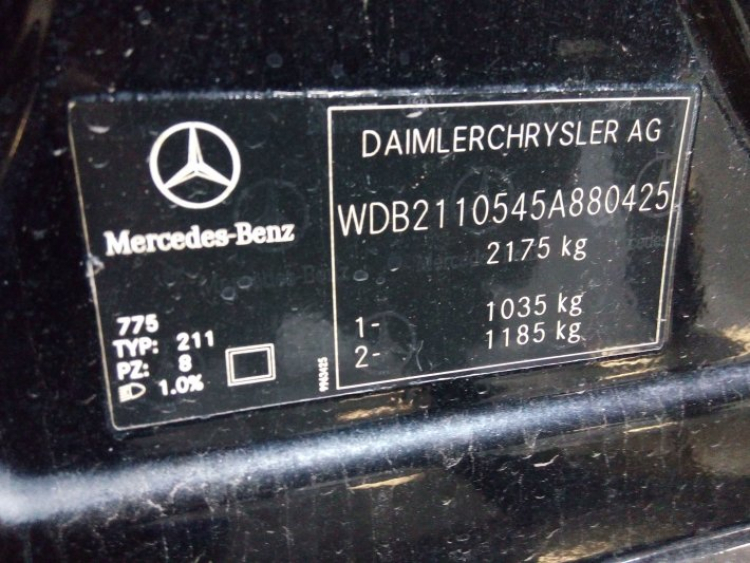 Mercedes-Benz
775
TYP: 211
PZ: 8
1.0%
9963425
DAIMLERCHRYSLER AG
WDB2110545A880425
2175 kg
1- 1035 kg
2- 1185 kg